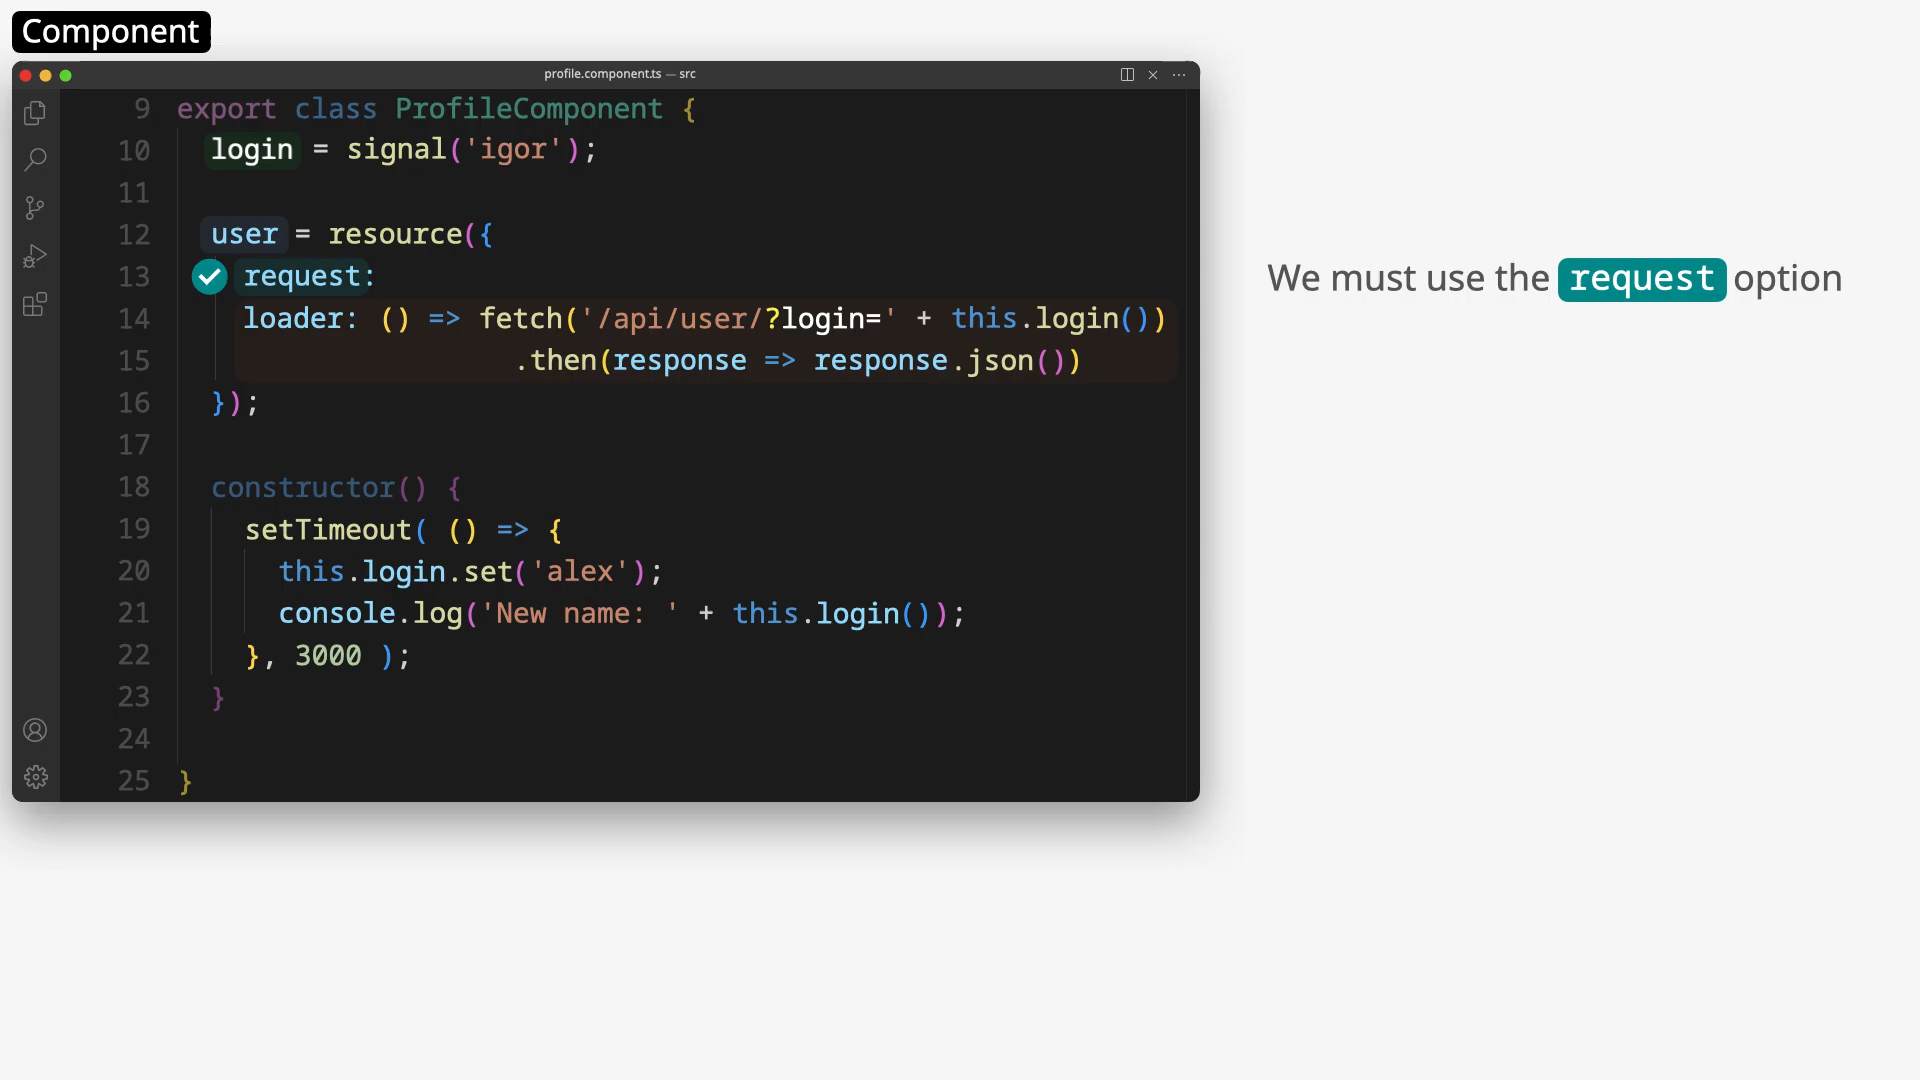 Component
profile.component.ts — src
9 export class ProfileComponent {
10 login = signal('igor');
11
12 user = resource({
13 request:
14 loader: () => fetch('/api/user/?login=' + this.login())
15 .then(response => response.json())
16 });
17
18 constructor() {
19 setTimeout( () => {
20 this.login.set('alex');
21 console.log('New name: ' + this.login());
22 }, 3000 );
23 }
24
25 }
We must use the request option